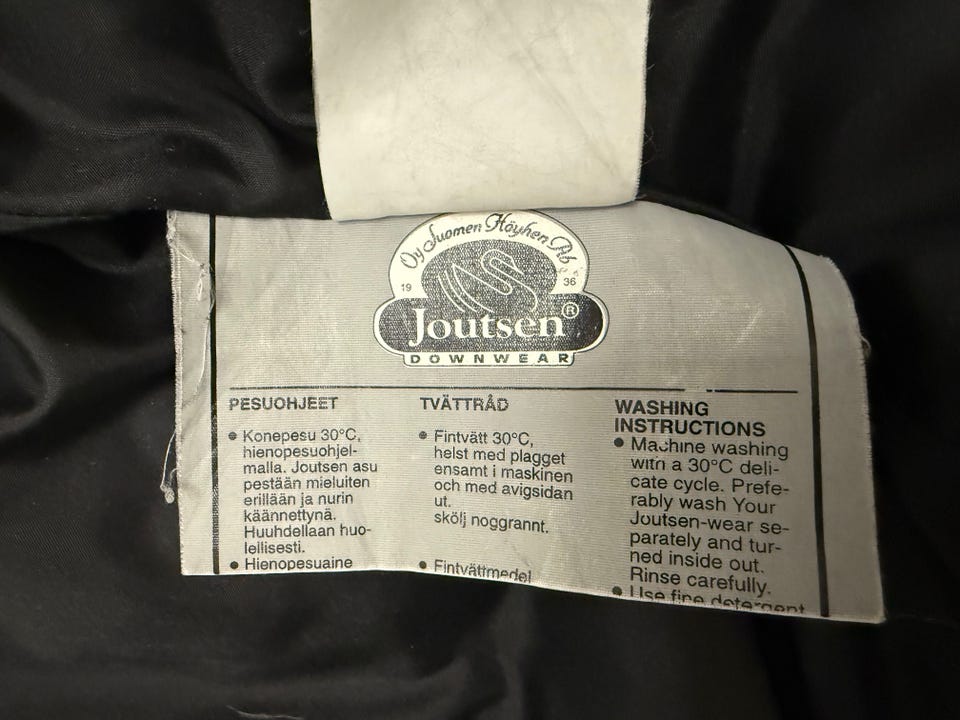 Oy Suomen Höyhen Ab
19 36
Joutsen®
DOWNWEAR
PESUOHJEET
● Konepesu 30°C,
hienopesuohjel-
malla. Joutsen asu
pestään mieluiten
erillään ja nurin
käännettynä.
Huuhdellaan huo-
lellisesti.
● Hienopesuaine
TVÄTTRÅD
● Fintvätt 30°C,
helst med plagget
ensamt i maskinen
och med avigsidan
ut.
skölj noggrannt.
● Fintvättmedel
WASHING
INSTRUCTIONS
● Machine washing
with a 30°C deli-
cate cycle. Prefe-
rably wash Your
Joutsen-wear se-
parately and tur-
ned inside out.
Rinse carefully.
● Use fine detergent